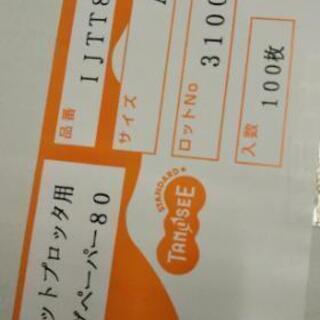 ットプロッタ用
グペーパー80
STANDARD
TANOSEE
品番
IJTT8
サイズ
ロットNo
3100
入数
100枚